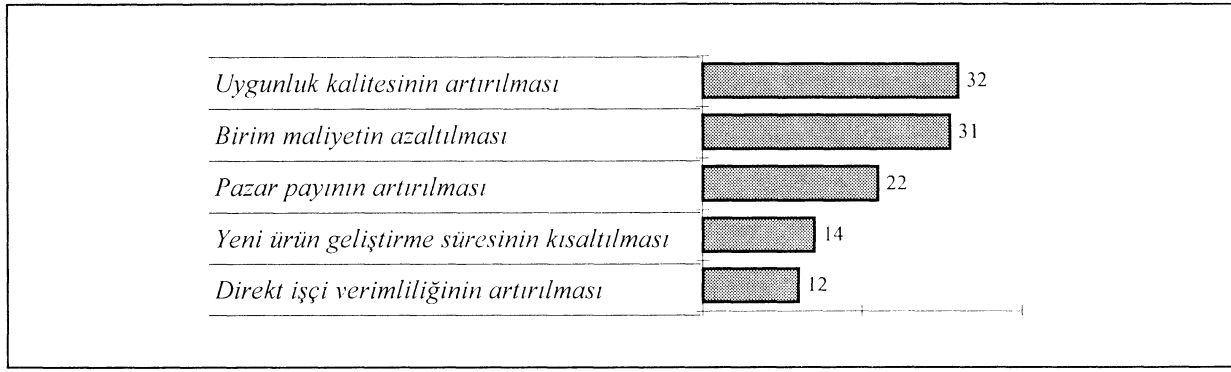 Uygunluk kalitesinin artırılması 32
Birim maliyetin azaltılması 31
Pazar payının artırılması 22
Yeni ürün geliştirme süresinin kısaltılması 14
Direkt işçi verimliliğinin artırılması 12